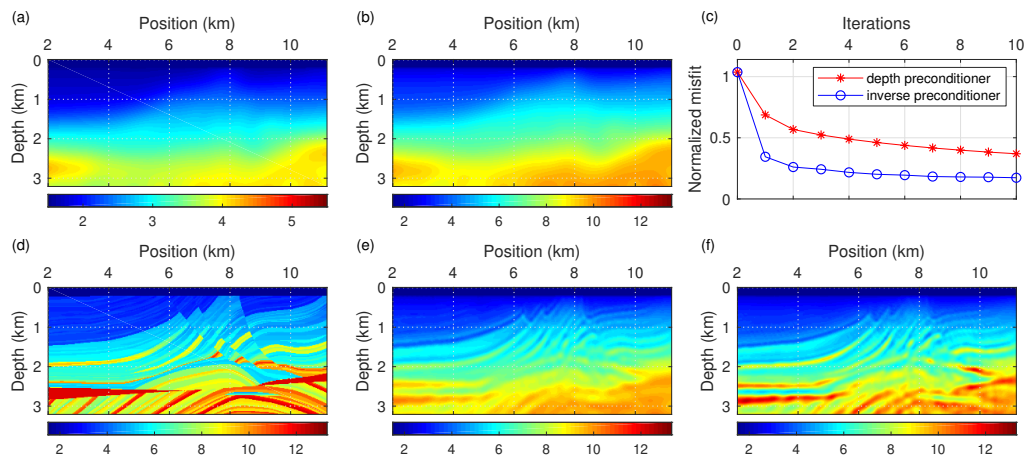 (a)
Position (km)
2 4 6 8 10
Depth (km)
0
1
2
3
2 3 4 5
(b)
Position (km)
2 4 6 8 10
Depth (km)
0
1
2
3
2 4 6 8 10 12
(c)
Iterations
0 2 4 6 8 10
Normalized misfit
1
0.5
0
depth preconditioner
inverse preconditioner
(d)
Position (km)
2 4 6 8 10
Depth (km)
0
1
2
3
2 4 6 8 10 12
(e)
Position (km)
2 4 6 8 10
Depth (km)
0
1
2
3
2 4 6 8 10 12
(f)
Position (km)
2 4 6 8 10
Depth (km)
0
1
2
3
2 4 6 8 10 12